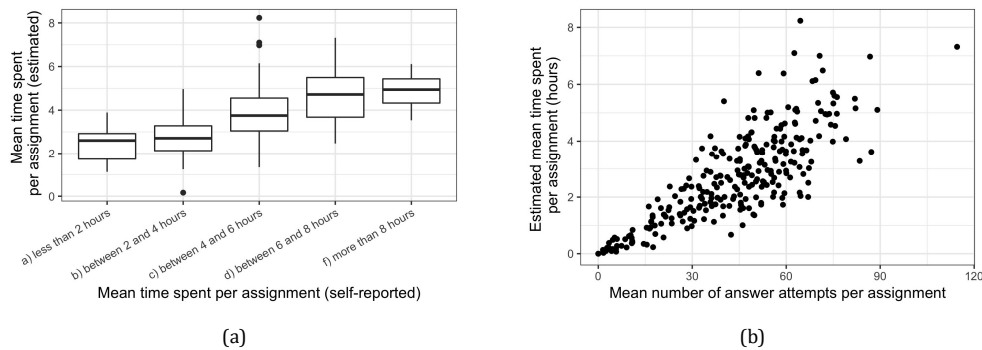 Mean time spent
per assignment (estimated)
8
6
4
2
0
a) less than 2 hours
b) between 2 and 4 hours
c) between 4 and 6 hours
d) between 6 and 8 hours
f) more than 8 hours
Mean time spent per assignment (self-reported)
(a)
Estimated mean time spent
per assignment (hours)
8
6
4
2
0
0 30 60 90 120
Mean number of answer attempts per assignment
(b)